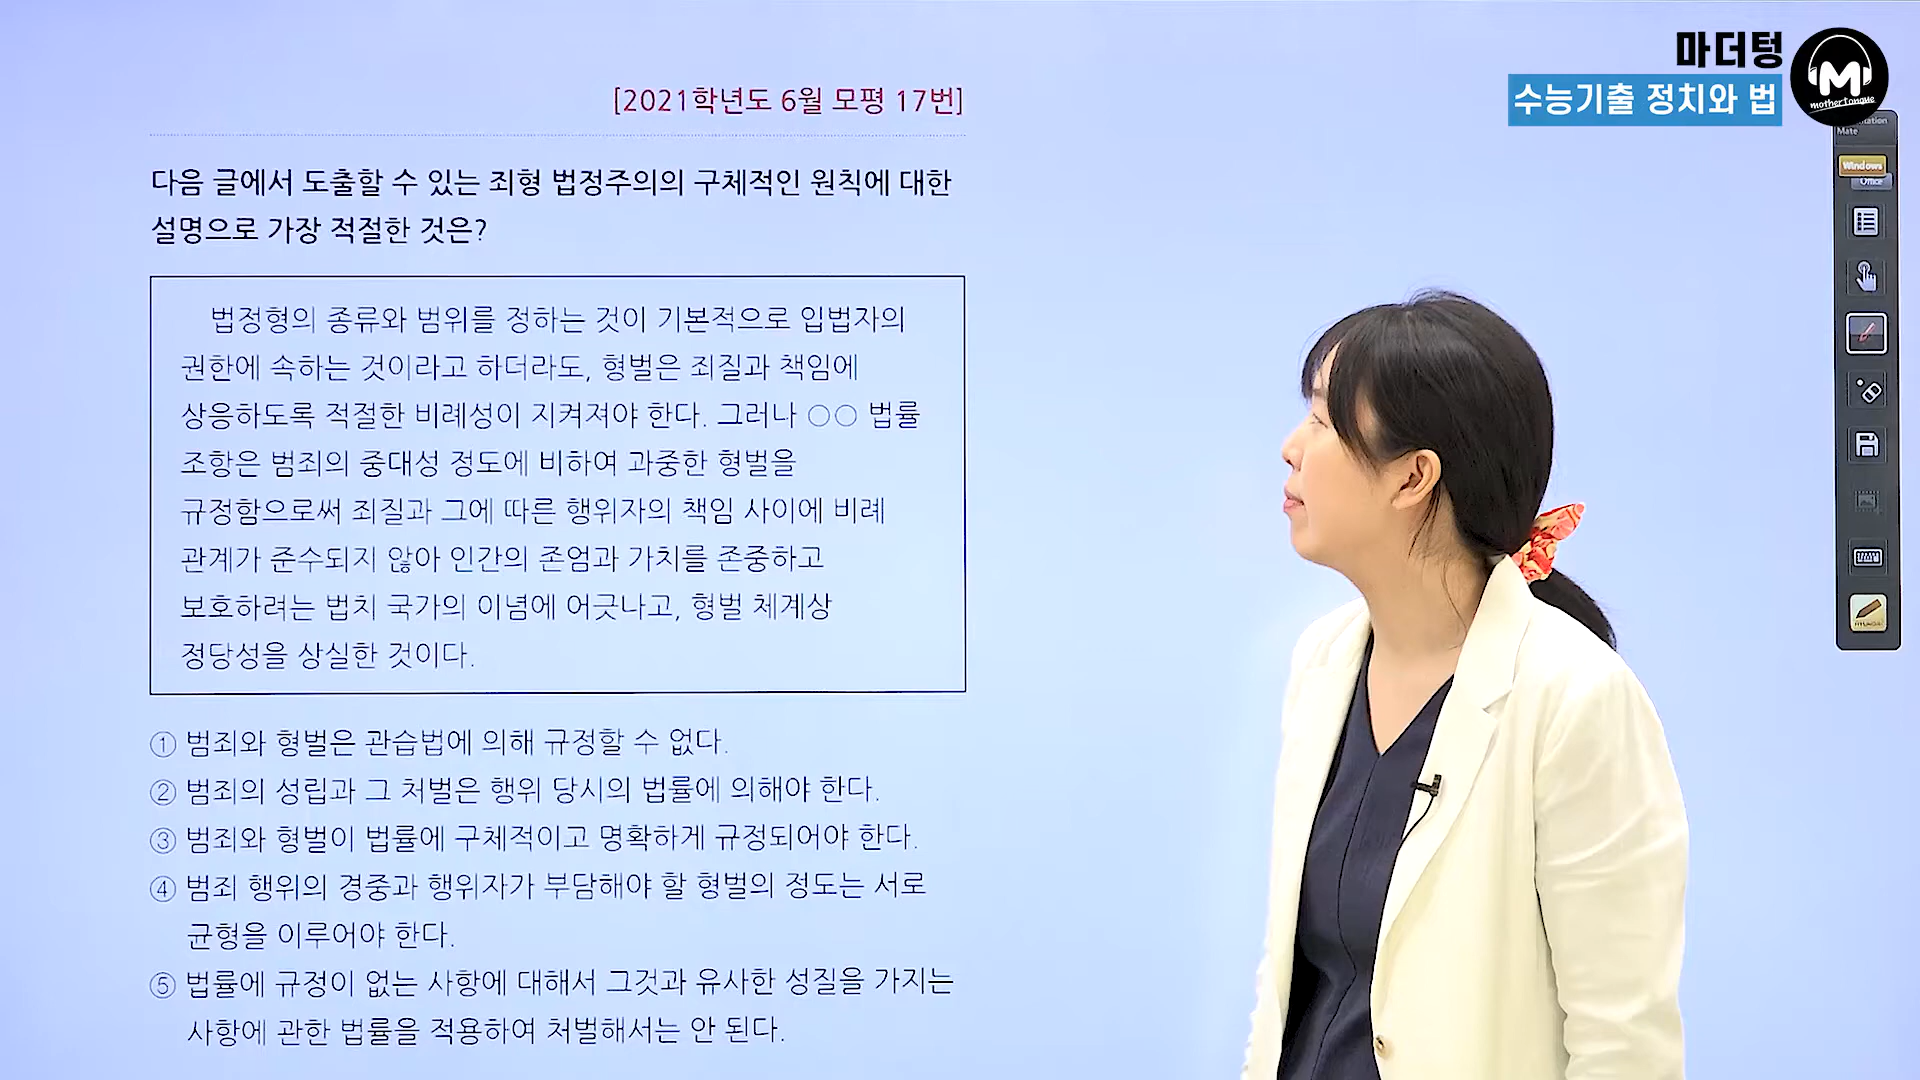 마더텅
수능기출 정치와 법
mothertongue
Mate
Windows
Office
[2021학년도 6월 모평 17번]
다음 글에서 도출할 수 있는 죄형 법정주의의 구체적인 원칙에 대한
설명으로 가장 적절한 것은?
법정형의 종류와 범위를 정하는 것이 기본적으로 입법자의
권한에 속하는 것이라고 하더라도, 형벌은 죄질과 책임에
상응하도록 적절한 비례성이 지켜져야 한다. 그러나 ○○ 법률
조항은 범죄의 중대성 정도에 비하여 과중한 형벌을
규정함으로써 죄질과 그에 따른 행위자의 책임 사이에 비례
관계가 준수되지 않아 인간의 존엄과 가치를 존중하고
보호하려는 법치 국가의 이념에 어긋나고, 형벌 체계상
정당성을 상실한 것이다.
① 범죄와 형벌은 관습법에 의해 규정할 수 없다.
② 범죄의 성립과 그 처벌은 행위 당시의 법률에 의해야 한다.
③ 범죄와 형벌이 법률에 구체적이고 명확하게 규정되어야 한다.
④ 범죄 행위의 경중과 행위자가 부담해야 할 형벌의 정도는 서로
균형을 이루어야 한다.
⑤ 법률에 규정이 없는 사항에 대해서 그것과 유사한 성질을 가지는
사항에 관한 법률을 적용하여 처벌해서는 안 된다.